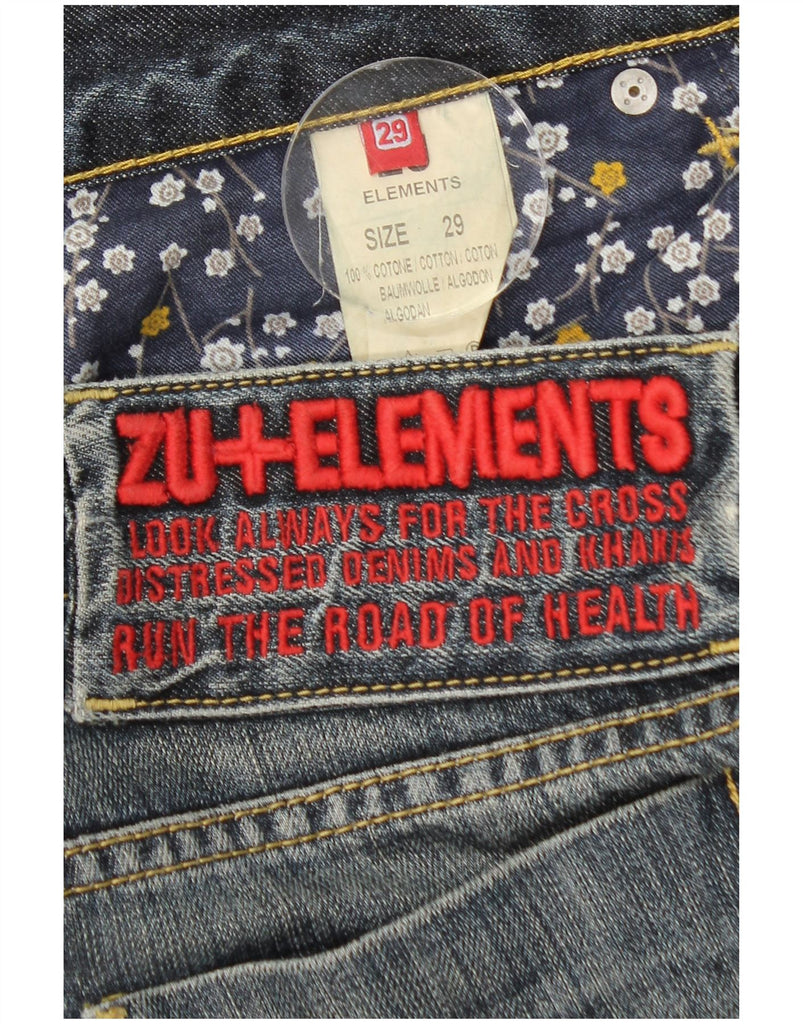 29
ELEMENTS
SIZE 29
100 % COTONE / COTTON / COTON
BAUMWOLLE / ALGODON
ALGODAN
ZU+ELEMENTS
LOOK ALWAYS FOR THE CROSS
DISTRESSED DENIMS AND KHAKIS
RUN THE ROAD OF HEALTH